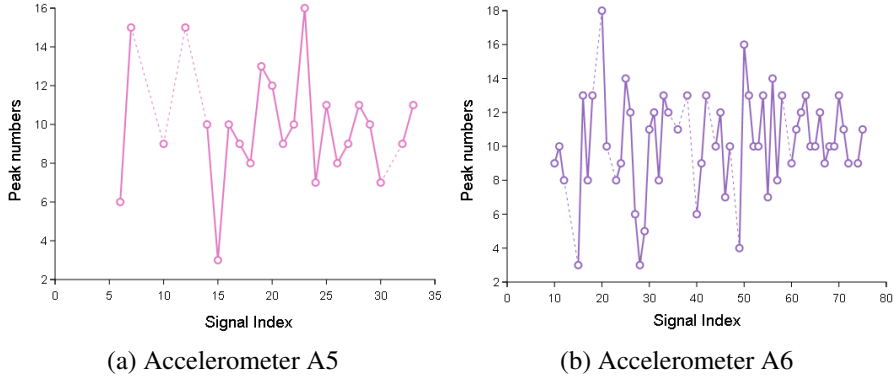 16
14
12
10
8
6
4
2
Peak numbers
0 5 10 15 20 25 30 35
Signal Index
(a) Accelerometer A5
18
16
14
12
10
8
6
4
2
Peak numbers
0 10 20 30 40 50 60 70 80
Signal Index
(b) Accelerometer A6